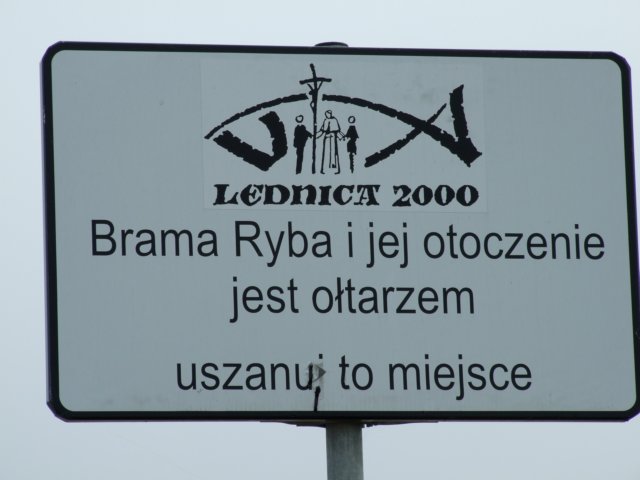 LEDNICA 2000
Brama Ryba i jej otoczenie
jest ołtarzem
uszanuj to miejsce